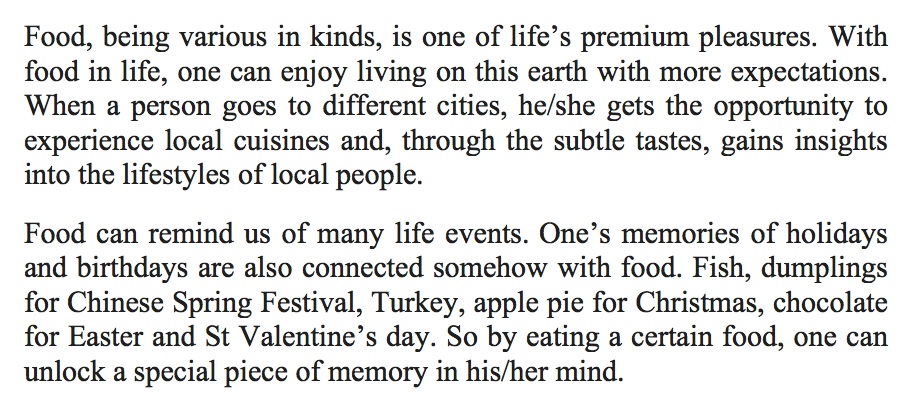 Food, being various in kinds, is one of life’s premium pleasures. With
food in life, one can enjoy living on this earth with more expectations.
When a person goes to different cities, he/she gets the opportunity to
experience local cuisines and, through the subtle tastes, gains insights
into the lifestyles of local people.
Food can remind us of many life events. One’s memories of holidays
and birthdays are also connected somehow with food. Fish, dumplings
for Chinese Spring Festival, Turkey, apple pie for Christmas, chocolate
for Easter and St Valentine’s day. So by eating a certain food, one can
unlock a special piece of memory in his/her mind.